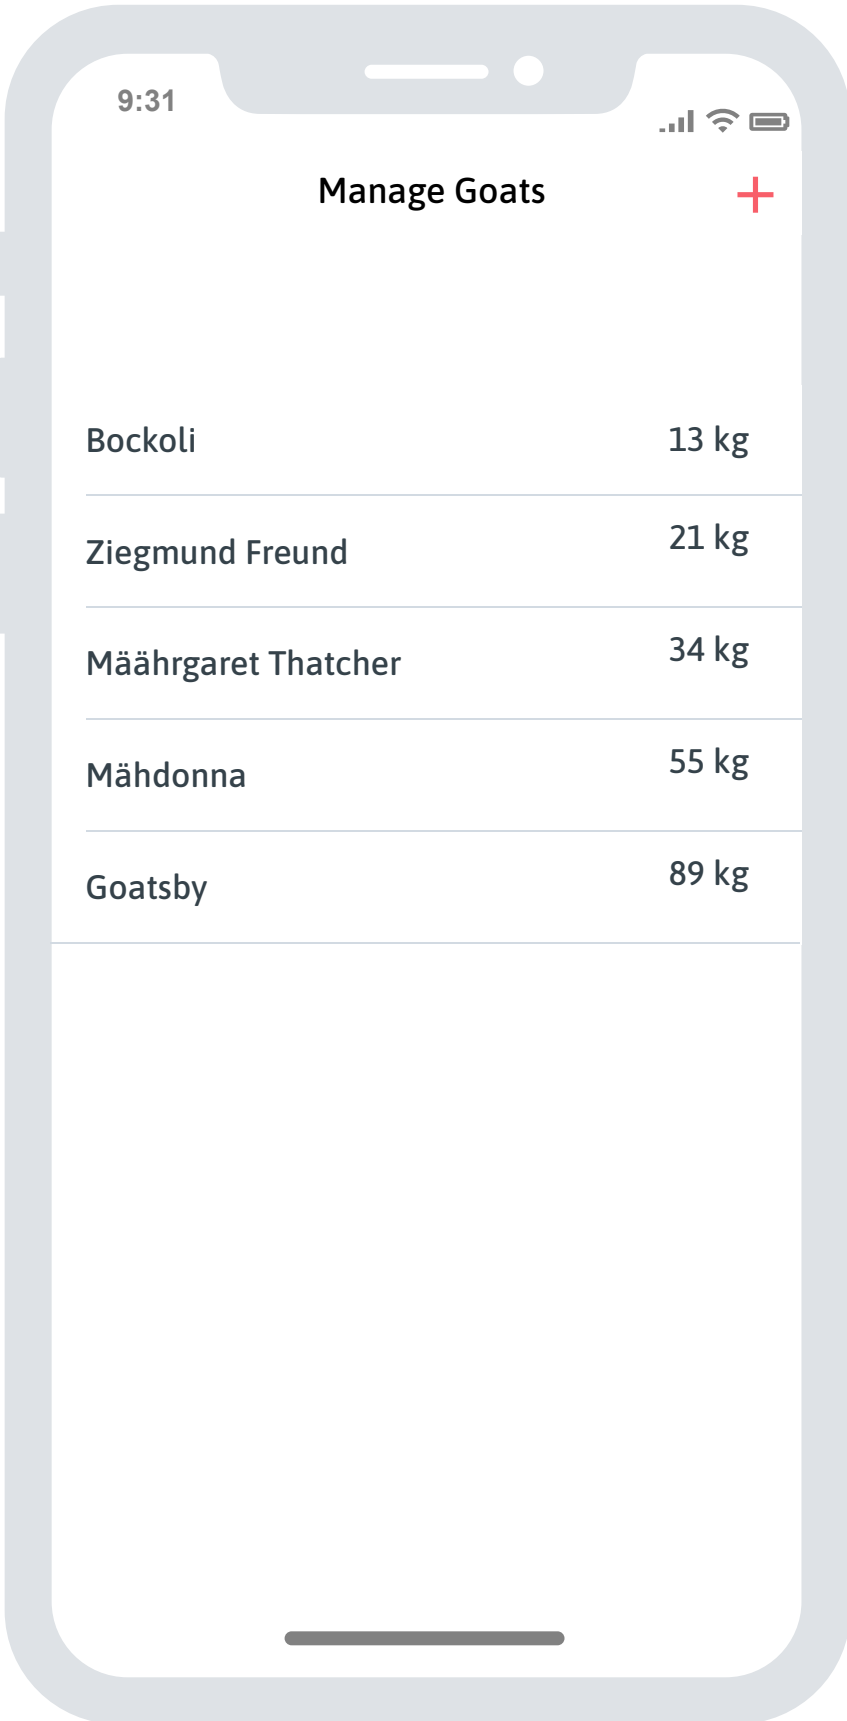 9:31
Manage Goats
Bockoli 13 kg
Ziegmund Freund 21 kg
Mäährgaret Thatcher 34 kg
Mähdonna 55 kg
Goatsby 89 kg